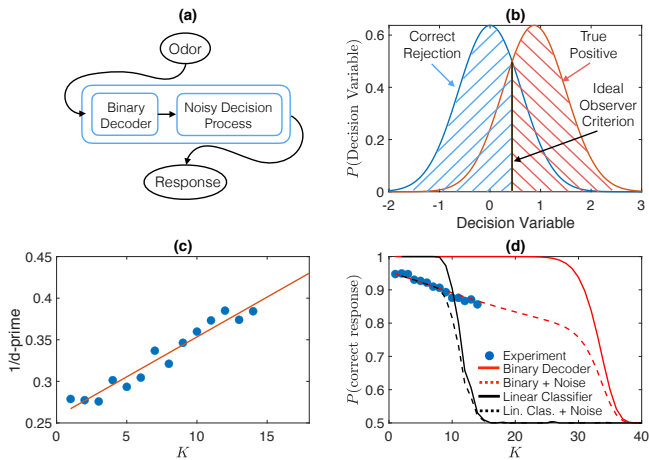 (a)
Odor
Binary
Decoder
Noisy Decision
Process
Response
(b)
P(Decision Variable)
0.6
0.4
0.2
0
Correct
Rejection
True
Positive
Ideal
Observer
Criterion
-2
-1
0
1
2
3
Decision Variable
(c)
1/d-prime
0.45
0.4
0.35
0.3
0.25
0
5
10
15
K
(d)
P(correct response)
1
0.9
0.8
0.7
0.6
0.5
Experiment
Binary Decoder
Binary + Noise
Linear Classifier
Lin. Clas. + Noise
0
10
20
30
40
K